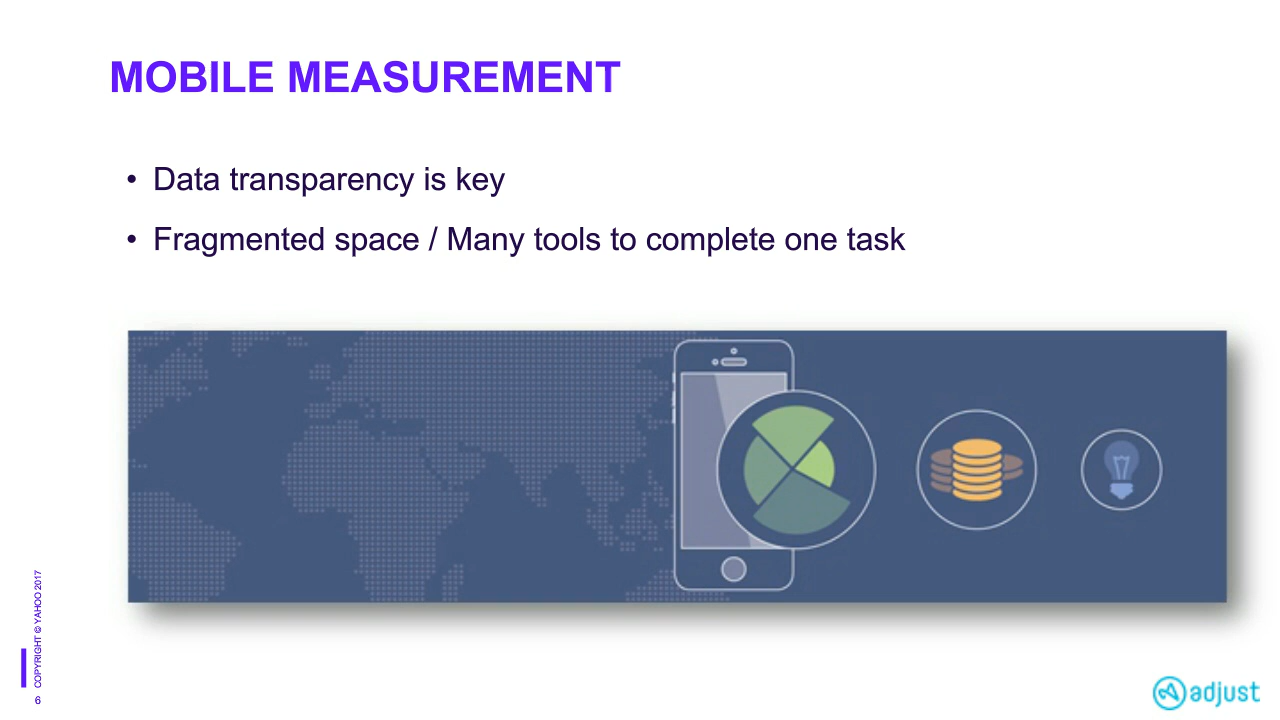 MOBILE MEASUREMENT
• Data transparency is key
• Fragmented space / Many tools to complete one task
COPYRIGHT © YAHOO 2017
6
adjust